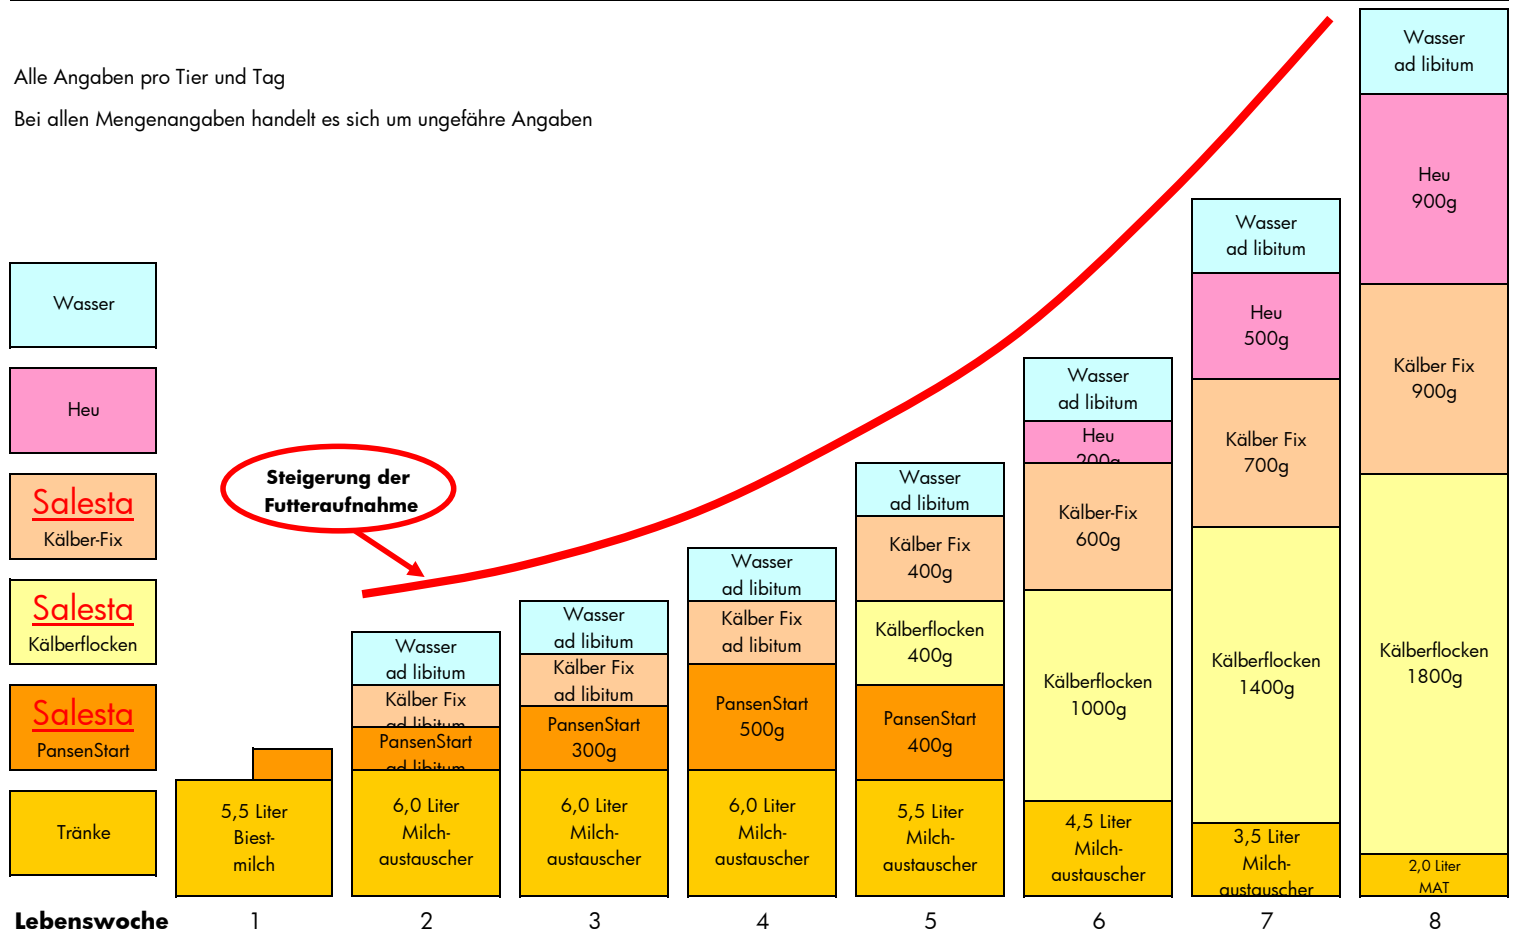 Alle Angaben pro Tier und Tag
Bei allen Mengenangaben handelt es sich um ungefähre Angaben
Wasser
Heu
Salesta
Kälber-Fix
Salesta
Kälberflocken
Salesta
PansenStart
Tränke
Steigerung der
Futteraufnahme
5,5 Liter
Biest-
milch
Wasser
ad libitum
Kälber Fix
ad libitum
PansenStart
ad libitum
6,0 Liter
Milch-
austauscher
Wasser
ad libitum
Kälber Fix
ad libitum
PansenStart
300g
6,0 Liter
Milch-
austauscher
Wasser
ad libitum
Kälber Fix
ad libitum
PansenStart
500g
6,0 Liter
Milch-
austauscher
Wasser
ad libitum
Kälber Fix
400g
Kälberflocken
400g
PansenStart
400g
5,5 Liter
Milch-
austauscher
Wasser
ad libitum
Heu
200g
Kälber-Fix
600g
Kälberflocken
1000g
4,5 Liter
Milch-
austauscher
Wasser
ad libitum
Heu
500g
Kälber Fix
700g
Kälberflocken
1400g
3,5 Liter
Milch-
austauscher
Wasser
ad libitum
Heu
900g
Kälber Fix
900g
Kälberflocken
1800g
2,0 Liter
MAT
Lebenswoche 1 2 3 4 5 6 7 8